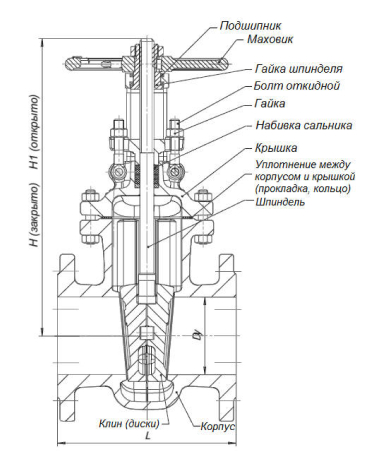 Подшипник
Маховик
Гайка шпинделя
Болт откидной
Гайка
Набивка сальника
Крышка
Уплотнение между
корпусом и крышкой
(прокладка, кольцо)
Шпиндель
H (закрыто)
H1 (открыто)
Dy
Клин (диски)
Корпус
L